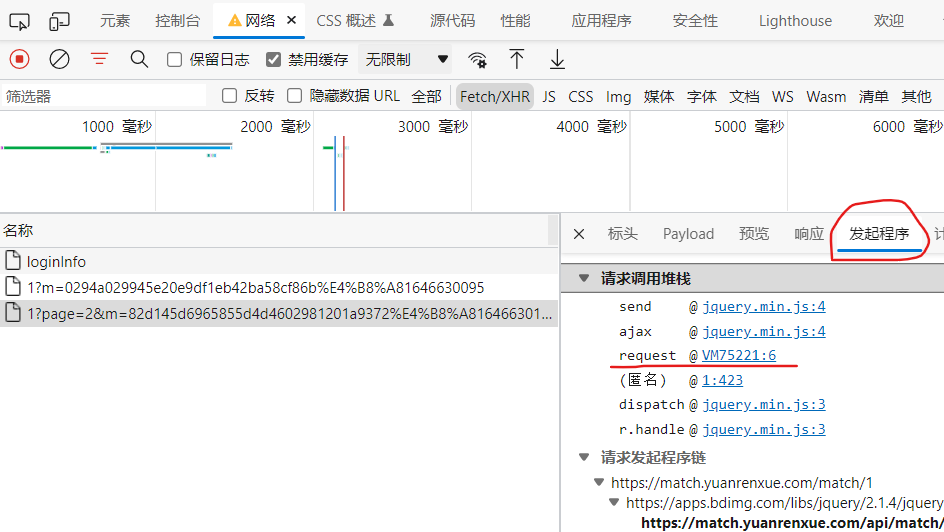 元素 控制台 网络 CSS 概述 源代码 性能 应用程序 安全性 Lighthouse 欢迎
保留日志 禁用缓存 无限制
筛选器 反转 隐藏数据 URL 全部 Fetch/XHR JS CSS Img 媒体 字体 文档 WS Wasm 清单 其他
1000 毫秒 2000 毫秒 3000 毫秒 4000 毫秒 5000 毫秒 6000 毫秒
名称
loginInfo
1?m=0294a029945e20e9df1eb42ba58cf86b%E4%B8%A81646630095
1?page=2&m=82d145d6965855d4d4602981201a9372%E4%B8%A816466301...
标头 Payload 预览 响应 发起程序 计
请求调用堆栈
send @ jquery.min.js:4
ajax @ jquery.min.js:4
request @ VM75221:6
(匿名) @ 1:423
dispatch @ jquery.min.js:3
r.handle @ jquery.min.js:3
请求发起程序链
https://match.yuanrenxue.com/match/1
https://apps.bdimg.com/libs/jquery/2.1.4/jquery
https://match.yuanrenxue.com/api/match/